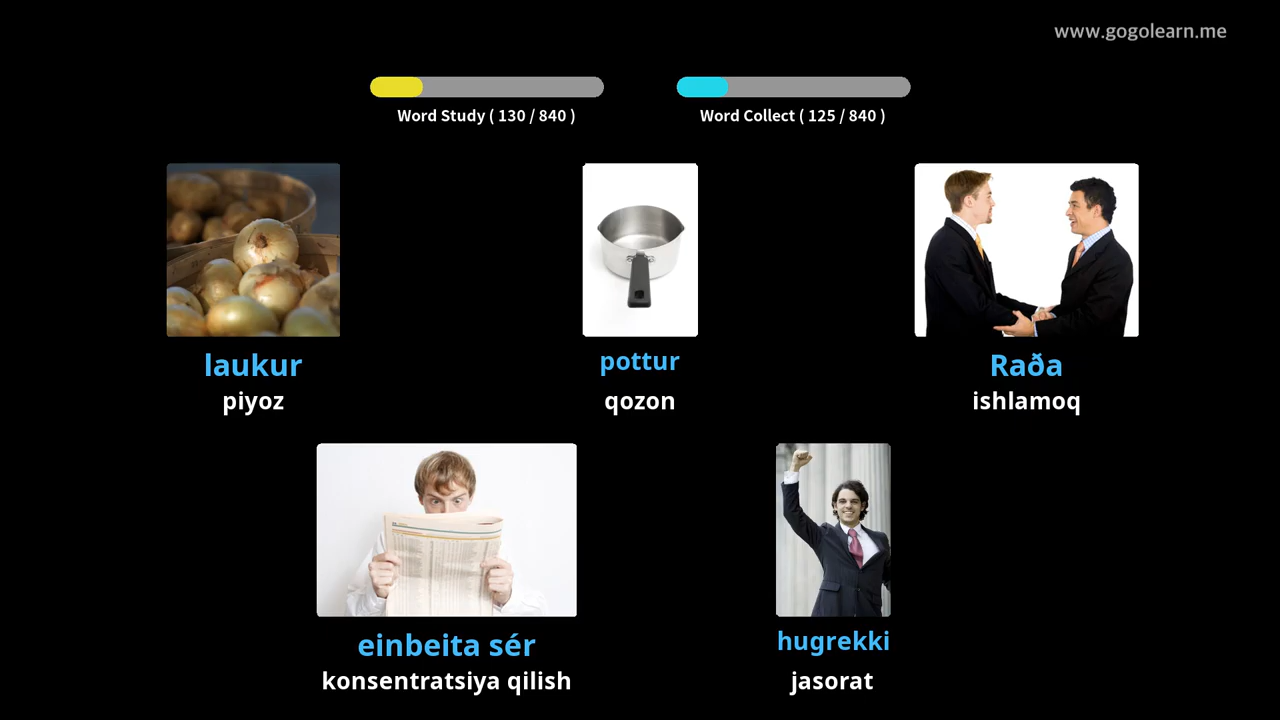 www.gogolearn.me
Word Study ( 130 / 840 )
Word Collect ( 125 / 840 )
laukur
piyoz
pottur
qozon
Raða
ishlamoq
einbeita sér
konsentratsiya qilish
hugrekki
jasorat